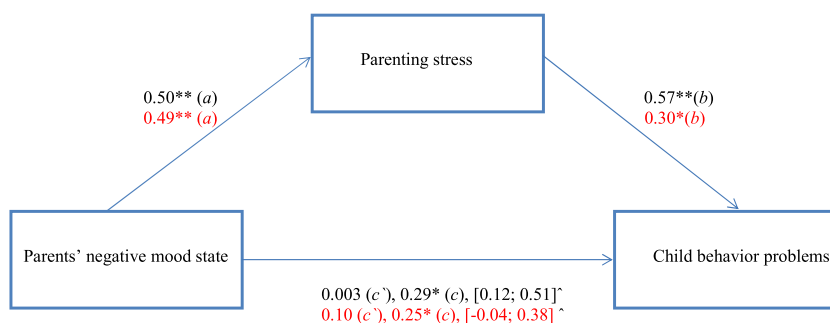 Parenting stress
0.50** (a)
0.49** (a)
0.57**(b)
0.30*(b)
Parents’ negative mood state
Child behavior problems
0.003 (c`), 0.29* (c), [0.12; 0.51]ˆ
0.10 (c`), 0.25* (c), [-0.04; 0.38] ˆ